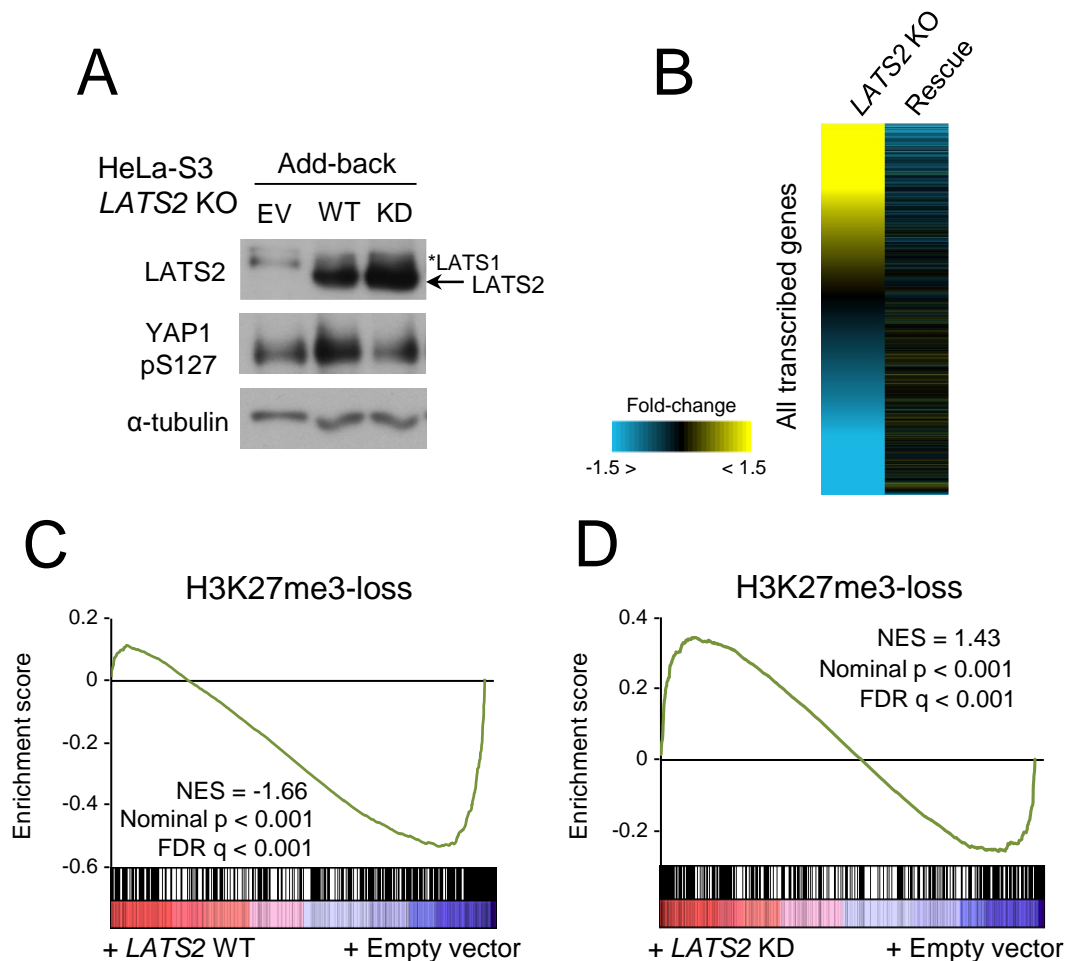 A
HeLa-S3
LATS2 KO
Add-back
EV WT KD
LATS2
*LATS1
LATS2
YAP1
pS127
α-tubulin
B
LATS2 KO
Rescue
All transcribed genes
Fold-change
-1.5 > < 1.5
C
H3K27me3-loss
Enrichment score
0.2
0
-0.2
-0.4
-0.6
NES = -1.66
Nominal p < 0.001
FDR q < 0.001
+ LATS2 WT + Empty vector
D
H3K27me3-loss
Enrichment score
0.4
0.2
0
-0.2
NES = 1.43
Nominal p < 0.001
FDR q < 0.001
+ LATS2 KD + Empty vector